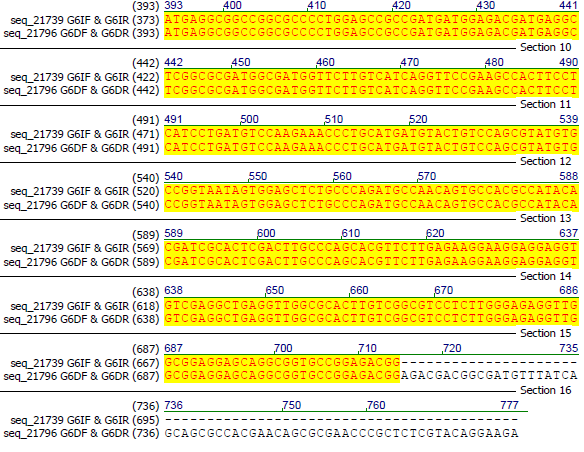 (393) 393 400 410 420 430 441
seq_21739 G6IF & G6IR (373) ATGAGGCGGCCGGCGCCCCTGGAGCCGCCGATGATGGAGACGATGAGGC
seq_21796 G6DF & G6DR (393) ATGAGGCGGCCGGCGCCCCTGGAGCCGCCGATGATGGAGACGATGAGGC
Section 10
(442) 442 450 460 470 480 490
seq_21739 G6IF & G6IR (422) TCGGCGCGATGGCGATGGTTCTTGTCATCAGGTTCCGAAGCCACTTCCT
seq_21796 G6DF & G6DR (442) TCGGCGCGATGGCGATGGTTCTTGTCATCAGGTTCCGAAGCCACTTCCT
Section 11
(491) 491 500 510 520 539
seq_21739 G6IF & G6IR (471) CATCCTGATGTCCAAGAAACCCTGCATGATGTACTGTCCAGCGTATGTG
seq_21796 G6DF & G6DR (491) CATCCTGATGTCCAAGAAACCCTGCATGATGTACTGTCCAGCGTATGTG
Section 12
(540) 540 550 560 570 588
seq_21739 G6IF & G6IR (520) CCGGTAATAGTGGAGCTCTGCCCAGATGCCAACAGTGCCACGCCATACA
seq_21796 G6DF & G6DR (540) CCGGTAATAGTGGAGCTCTGCCCAGATGCCAACAGTGCCACGCCATACA
Section 13
(589) 589 600 610 620 637
seq_21739 G6IF & G6IR (569) CGATCGCACTCGACTTGCCCAGCACGTTCTTGAGAAGGAAGGAGGAGGT
seq_21796 G6DF & G6DR (589) CGATCGCACTCGACTTGCCCAGCACGTTCTTGAGAAGGAAGGAGGAGGT
Section 14
(638) 638 650 660 670 686
seq_21739 G6IF & G6IR (618) GTCGAGGCTGAGGTTGGCGCACTTGTCGGCGTCCTCTTGGGAGAGGTTG
seq_21796 G6DF & G6DR (638) GTCGAGGCTGAGGTTGGCGCACTTGTCGGCGTCCTCTTGGGAGAGGTTG
Section 15
(687) 687 700 710 720 735
seq_21739 G6IF & G6IR (667) GCGGAGGAGCAGGCGGTGCCGGAGACGG---------------------
seq_21796 G6DF & G6DR (687) GCGGAGGAGCAGGCGGTGCCGGAGACGGAGACGACGGCGATGTTTATCA
Section 16
(736) 736 750 760 777
seq_21739 G6IF & G6IR (695) ------------------------------------------
seq_21796 G6DF & G6DR (736) GCAGCGCCACGAACAGCGCGAACCCGCTCTCGTACAGGAAGA